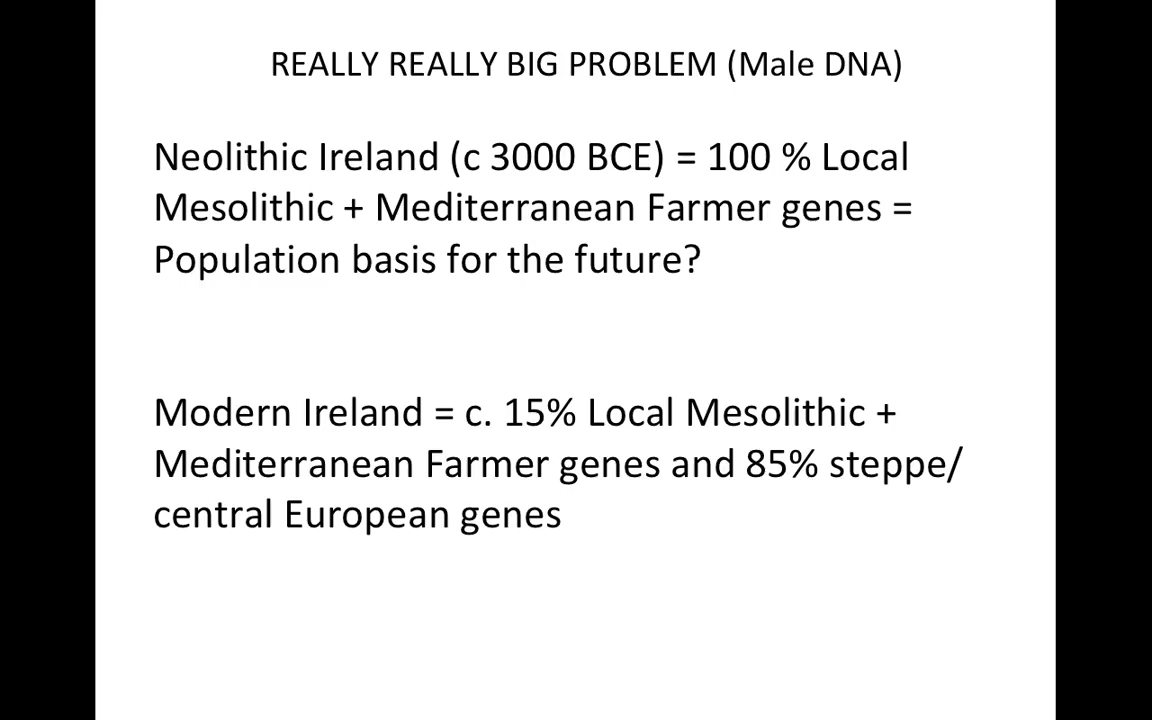 REALLY REALLY BIG PROBLEM (Male DNA)
Neolithic Ireland (c 3000 BCE) = 100 % Local
Mesolithic + Mediterranean Farmer genes =
Population basis for the future?
Modern Ireland = c. 15% Local Mesolithic +
Mediterranean Farmer genes and 85% steppe/
central European genes